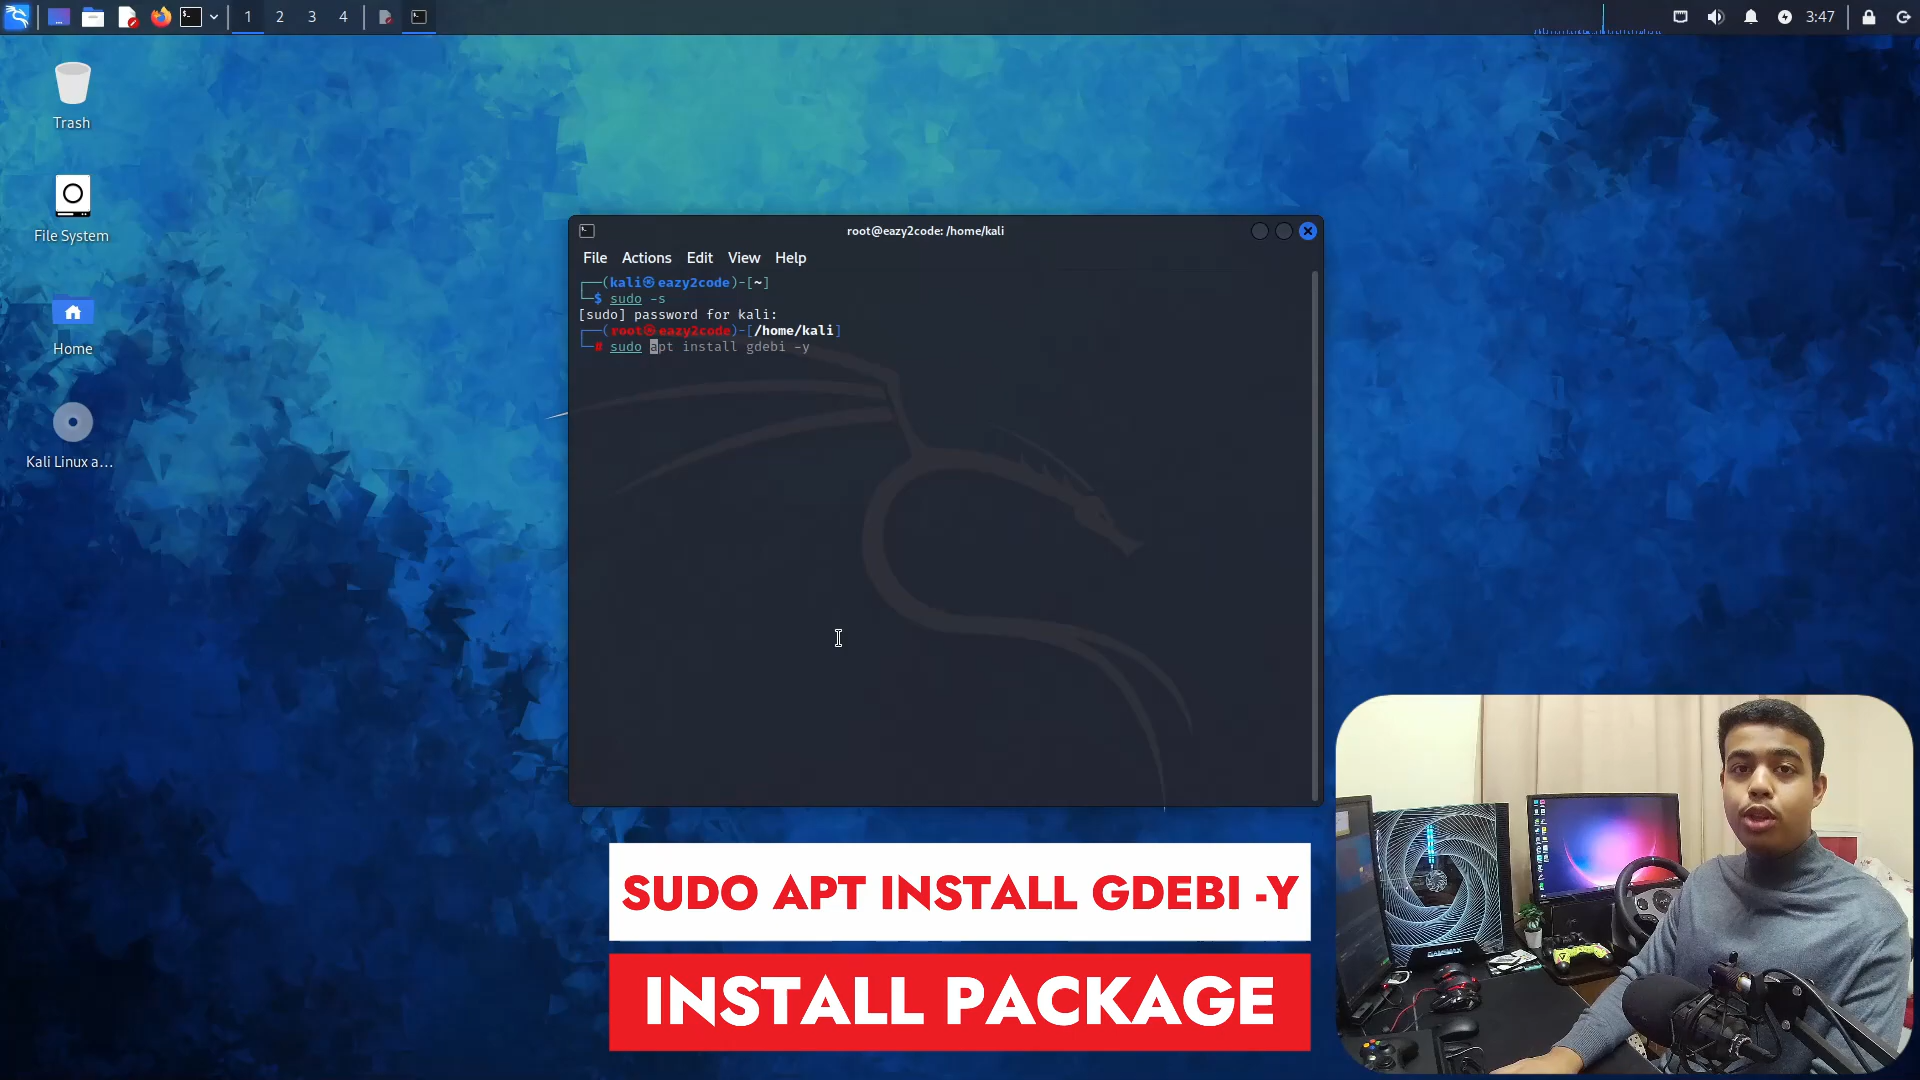 1 2 3 4
3:47
Trash
File System
Home
Kali Linux a...
root@eazy2code: /home/kali
File Actions Edit View Help
┌──(kali㉿eazy2code)-[~]
└─$ sudo -s
[sudo] password for kali:
┌──(root㉿eazy2code)-[/home/kali]
└─# sudo apt install gdebi -y
SUDO APT INSTALL GDEBI -Y
INSTALL PACKAGE